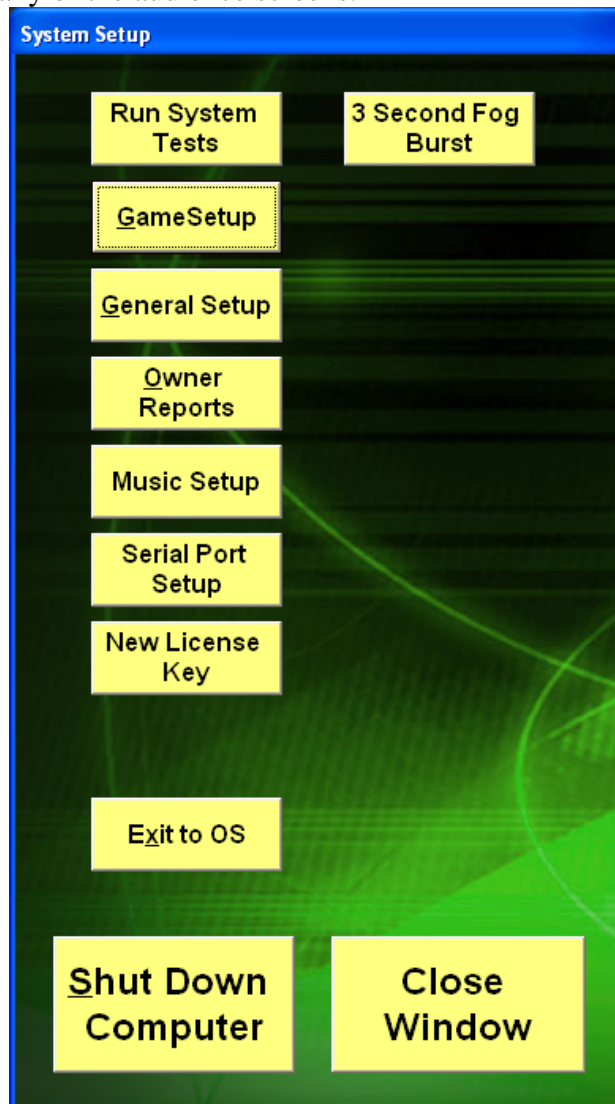 System Setup
Run System
Tests
3 Second Fog
Burst
GameSetup
General Setup
Owner
Reports
Music Setup
Serial Port
Setup
New License
Key
Exit to OS
Shut Down
Computer
Close
Window